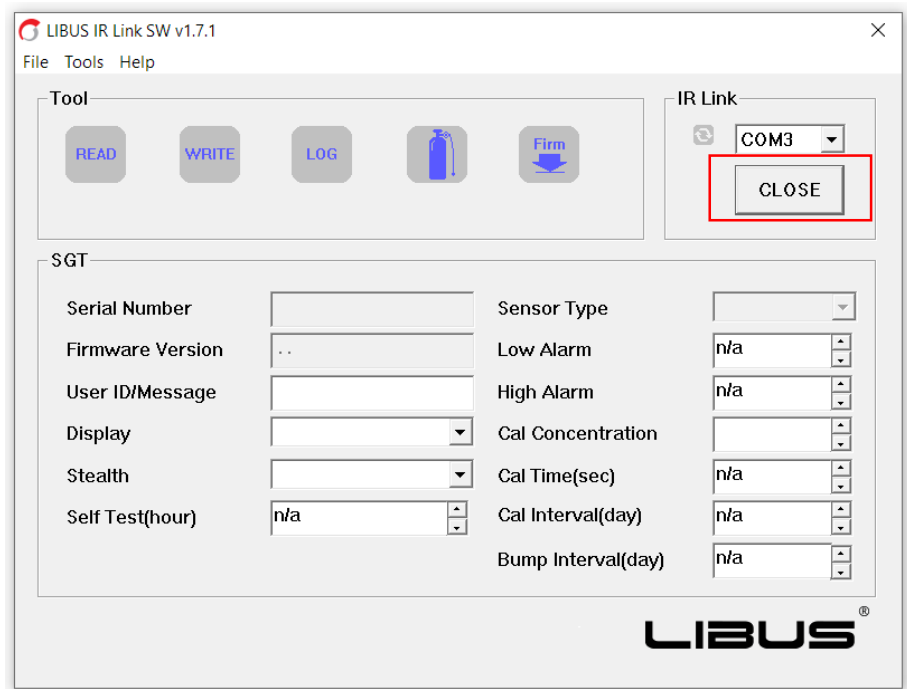 LIBUS IR Link SW v1.7.1
File Tools Help
Tool
READ
WRITE
LOG
Firm
IR Link
COM3
CLOSE
SGT
Serial Number
Firmware Version
. .
User ID/Message
Display
Stealth
Self Test(hour)
n/a
Sensor Type
Low Alarm
n/a
High Alarm
n/a
Cal Concentration
Cal Time(sec)
n/a
Cal Interval(day)
n/a
Bump Interval(day)
n/a
LIBUS®